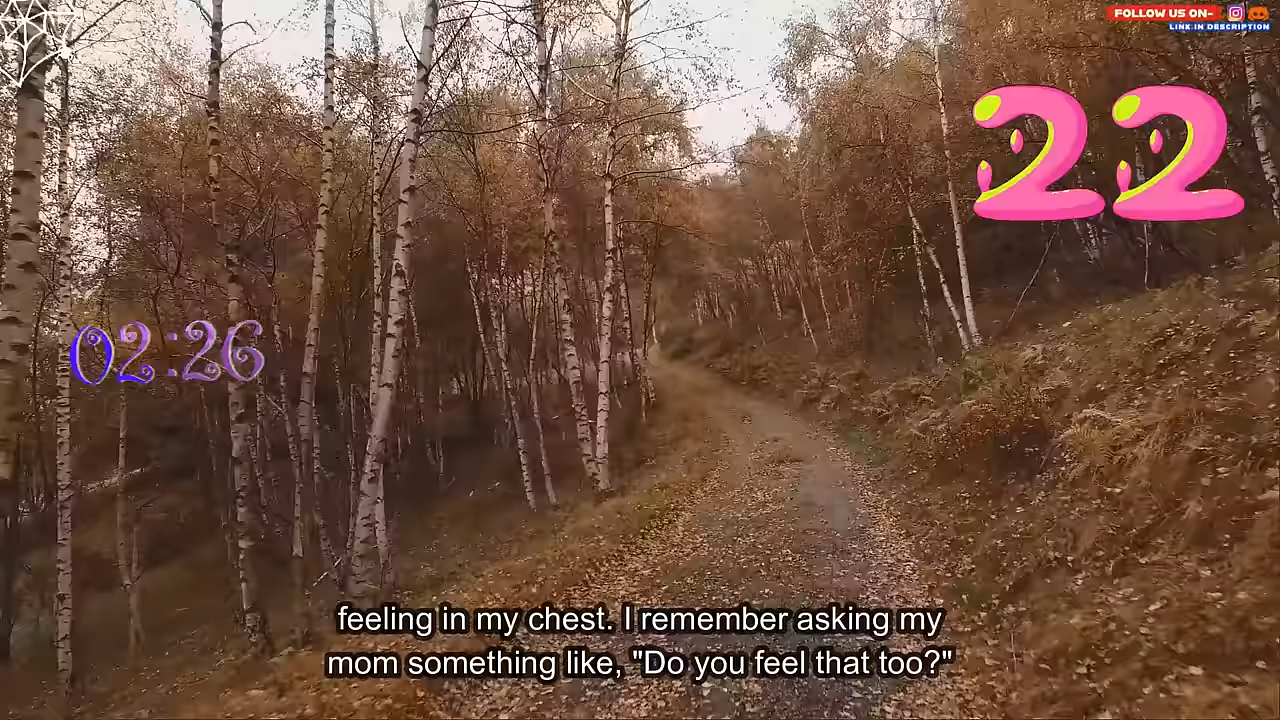 FOLLOW US ON-
LINK IN DESCRIPTION
22
02:26
feeling in my chest. I remember asking my
mom something like, "Do you feel that too?"